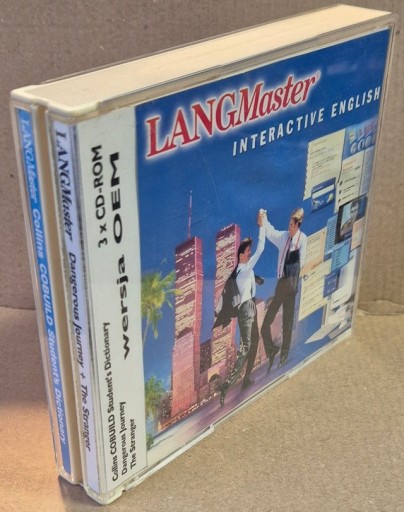 LANGMaster
INTERACTIVE ENGLISH
3 x CD-ROM
wersja OEM
Collins COBUILD Student's Dictionary
Dangerous Journey
The Stranger
LANGMaster Collins COBUILD Student's Dictionary
LANGMaster Dangerous Journey + The Stranger